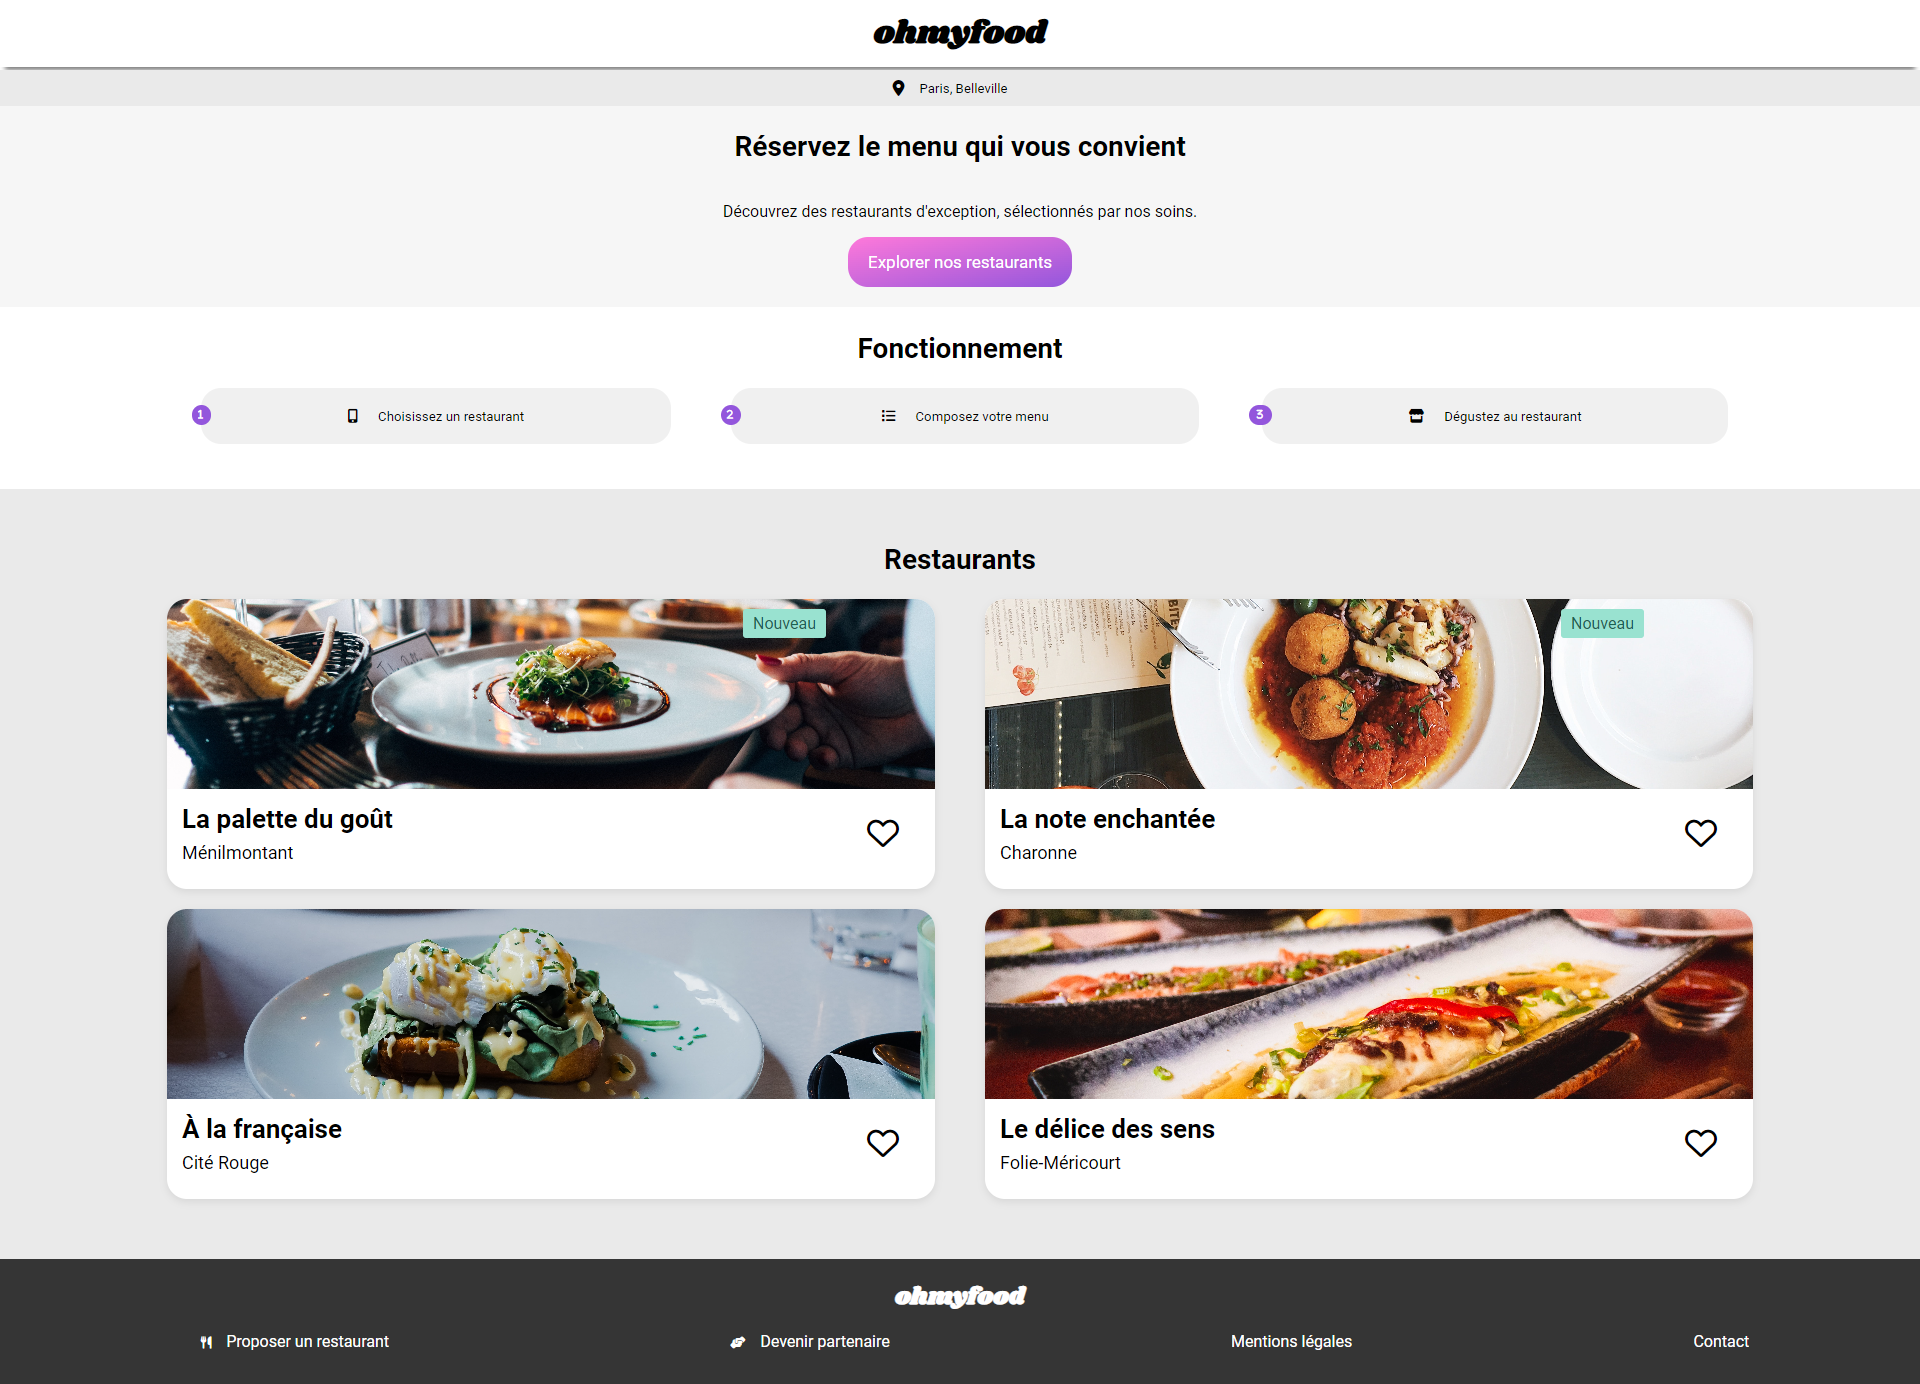 ohmyfood
Paris, Belleville
Réservez le menu qui vous convient
Découvrez des restaurants d'exception, sélectionnés par nos soins.
Explorer nos restaurants
Fonctionnement
1 Choisissez un restaurant
2 Composez votre menu
3 Dégustez au restaurant
Restaurants
Nouveau
La palette du goût
Ménilmontant
Nouveau
La note enchantée
Charonne
À la française
Cité Rouge
Le délice des sens
Folie-Méricourt
ohmyfood
Proposer un restaurant
Devenir partenaire
Mentions légales
Contact